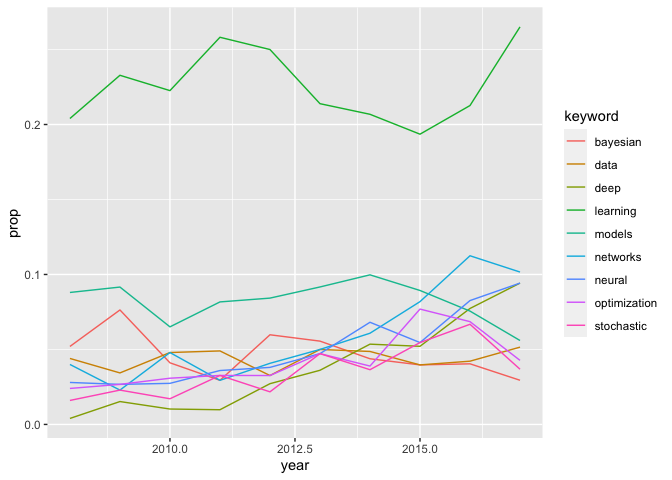 prop
0.2
0.1
0.0
2010.0
2012.5
2015.0
year
keyword
bayesian
data
deep
learning
models
networks
neural
optimization
stochastic